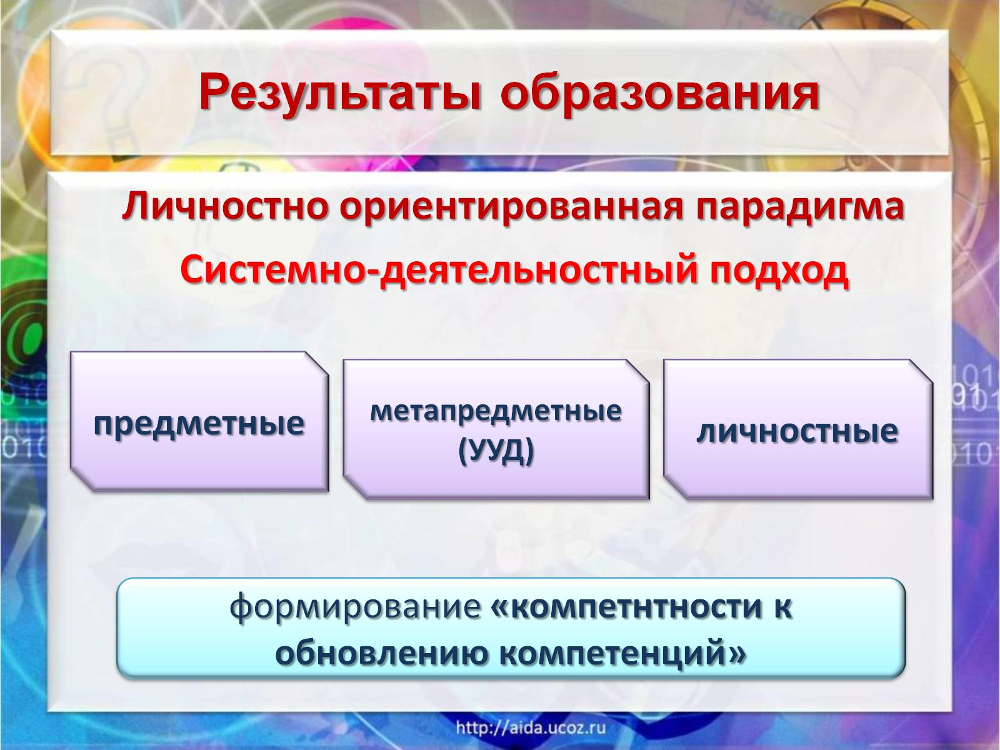 Результаты образования
Личностно ориентированная парадигма
Системно-деятельностный подход
предметные
метапредметные
(УУД)
личностные
формирование «компетнтности к
обновлению компетенций»
http://aida.ucoz.ru